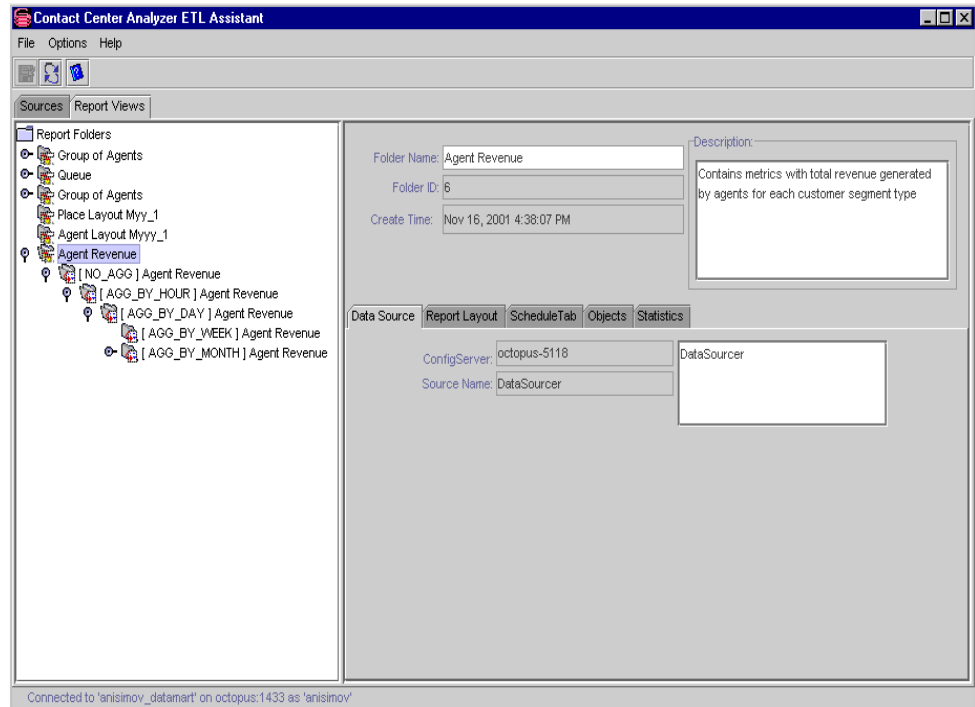 Contact Center Analyzer ETL Assistant
File Options Help
Sources Report Views
Report Folders
Group of Agents
Queue
Group of Agents
Place Layout Myy_1
Agent Layout Myyy_1
Agent Revenue
[ NO_AGG ] Agent Revenue
[ AGG_BY_HOUR ] Agent Revenue
[ AGG_BY_DAY ] Agent Revenue
[ AGG_BY_WEEK ] Agent Revenue
[ AGG_BY_MONTH ] Agent Revenue
Folder Name: Agent Revenue
Folder ID: 6
Create Time: Nov 16, 2001 4:38:07 PM
Description:
Contains metrics with total revenue generated
by agents for each customer segment type
Data Source Report Layout ScheduleTab Objects Statistics
ConfigServer: octopus-5118
Source Name: DataSourcer
DataSourcer
Connected to 'anisimov_datamart' on octopus:1433 as 'anisimov'